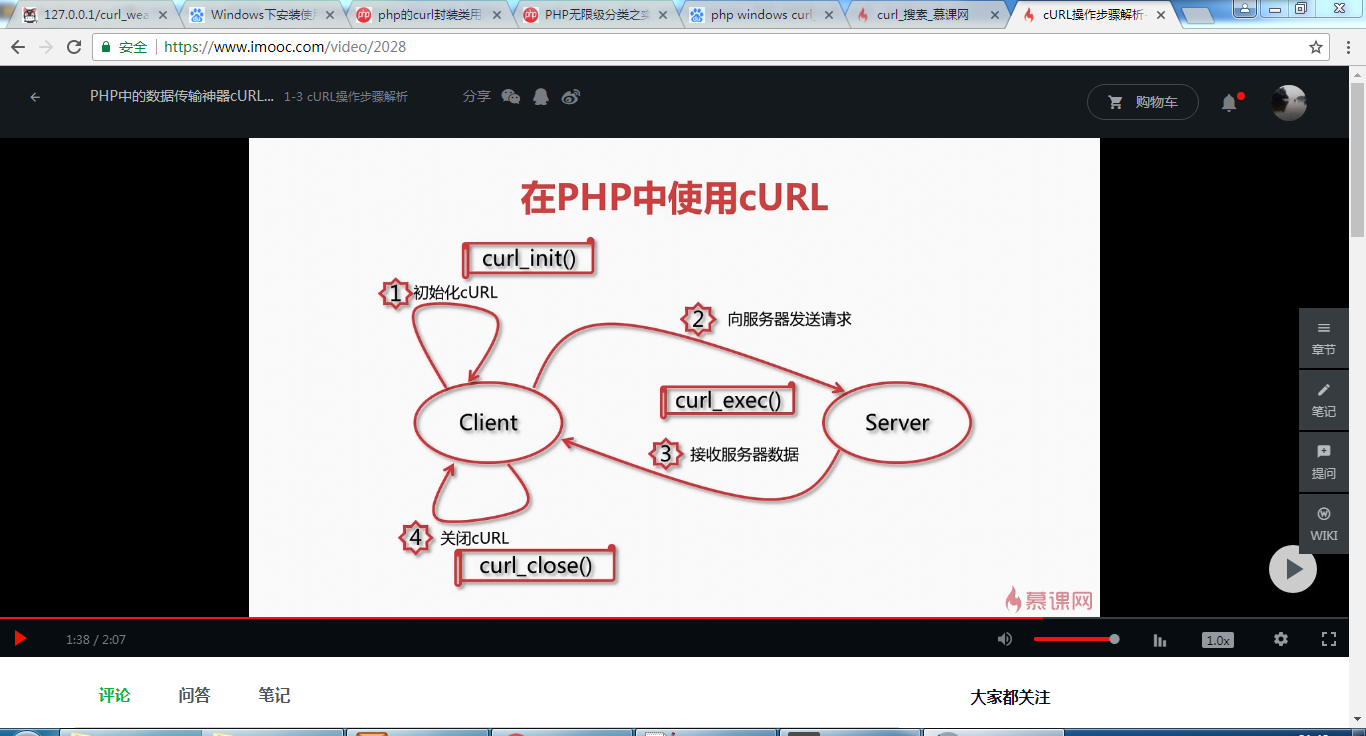 127.0.0.1/curl_wea
Windows下安装使
php的curl封装类用
PHP无限级分类之实
php windows curl_
curl_搜索_慕课网
cURL操作步骤解析-
安全
https://www.imooc.com/video/2028
PHP中的数据传输神器cURL...
1-3 cURL操作步骤解析
分享
购物车
在PHP中使用cURL
curl_init()
1 初始化cURL
2 向服务器发送请求
curl_exec()
Client
Server
3 接收服务器数据
4 关闭cURL
curl_close()
慕课网
章节
笔记
提问
WIKI
1:38 / 2:07
1.0x
评论
问答
笔记
大家都关注